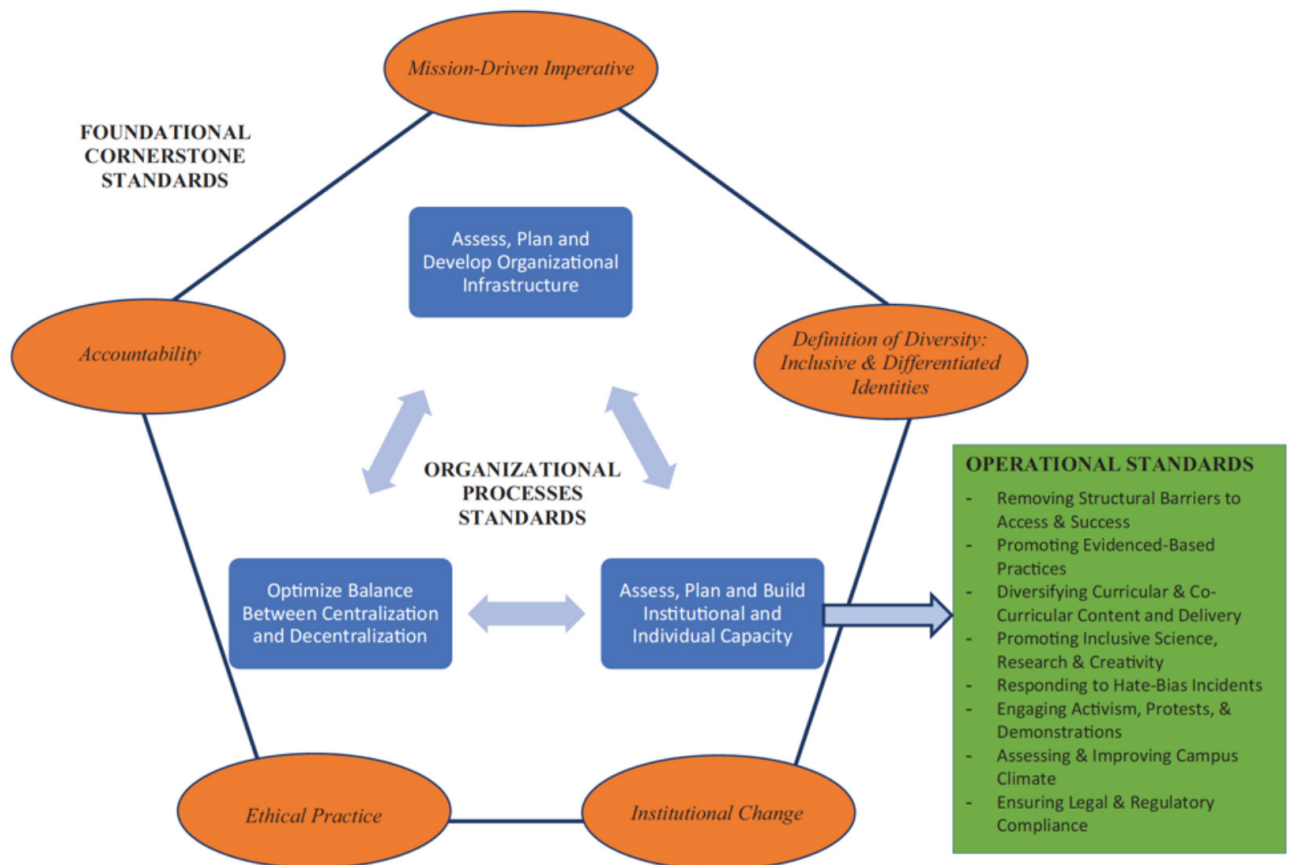 Mission-Driven Imperative
FOUNDATIONAL
CORNERSTONE
STANDARDS
Assess, Plan and
Develop Organizational
Infrastructure
Accountability
Definition of Diversity:
Inclusive & Differentiated
Identities
ORGANIZATIONAL
PROCESSES
STANDARDS
Optimize Balance
Between Centralization
and Decentralization
Assess, Plan and Build
Institutional and
Individual Capacity
OPERATIONAL STANDARDS
- Removing Structural Barriers to
Access & Success
- Promoting Evidenced-Based
Practices
- Diversifying Curricular & Co-
Curricular Content and Delivery
- Promoting Inclusive Science,
Research & Creativity
- Responding to Hate-Bias Incidents
- Engaging Activism, Protests, &
Demonstrations
- Assessing & Improving Campus
Climate
- Ensuring Legal & Regulatory
Compliance
Ethical Practice
Institutional Change